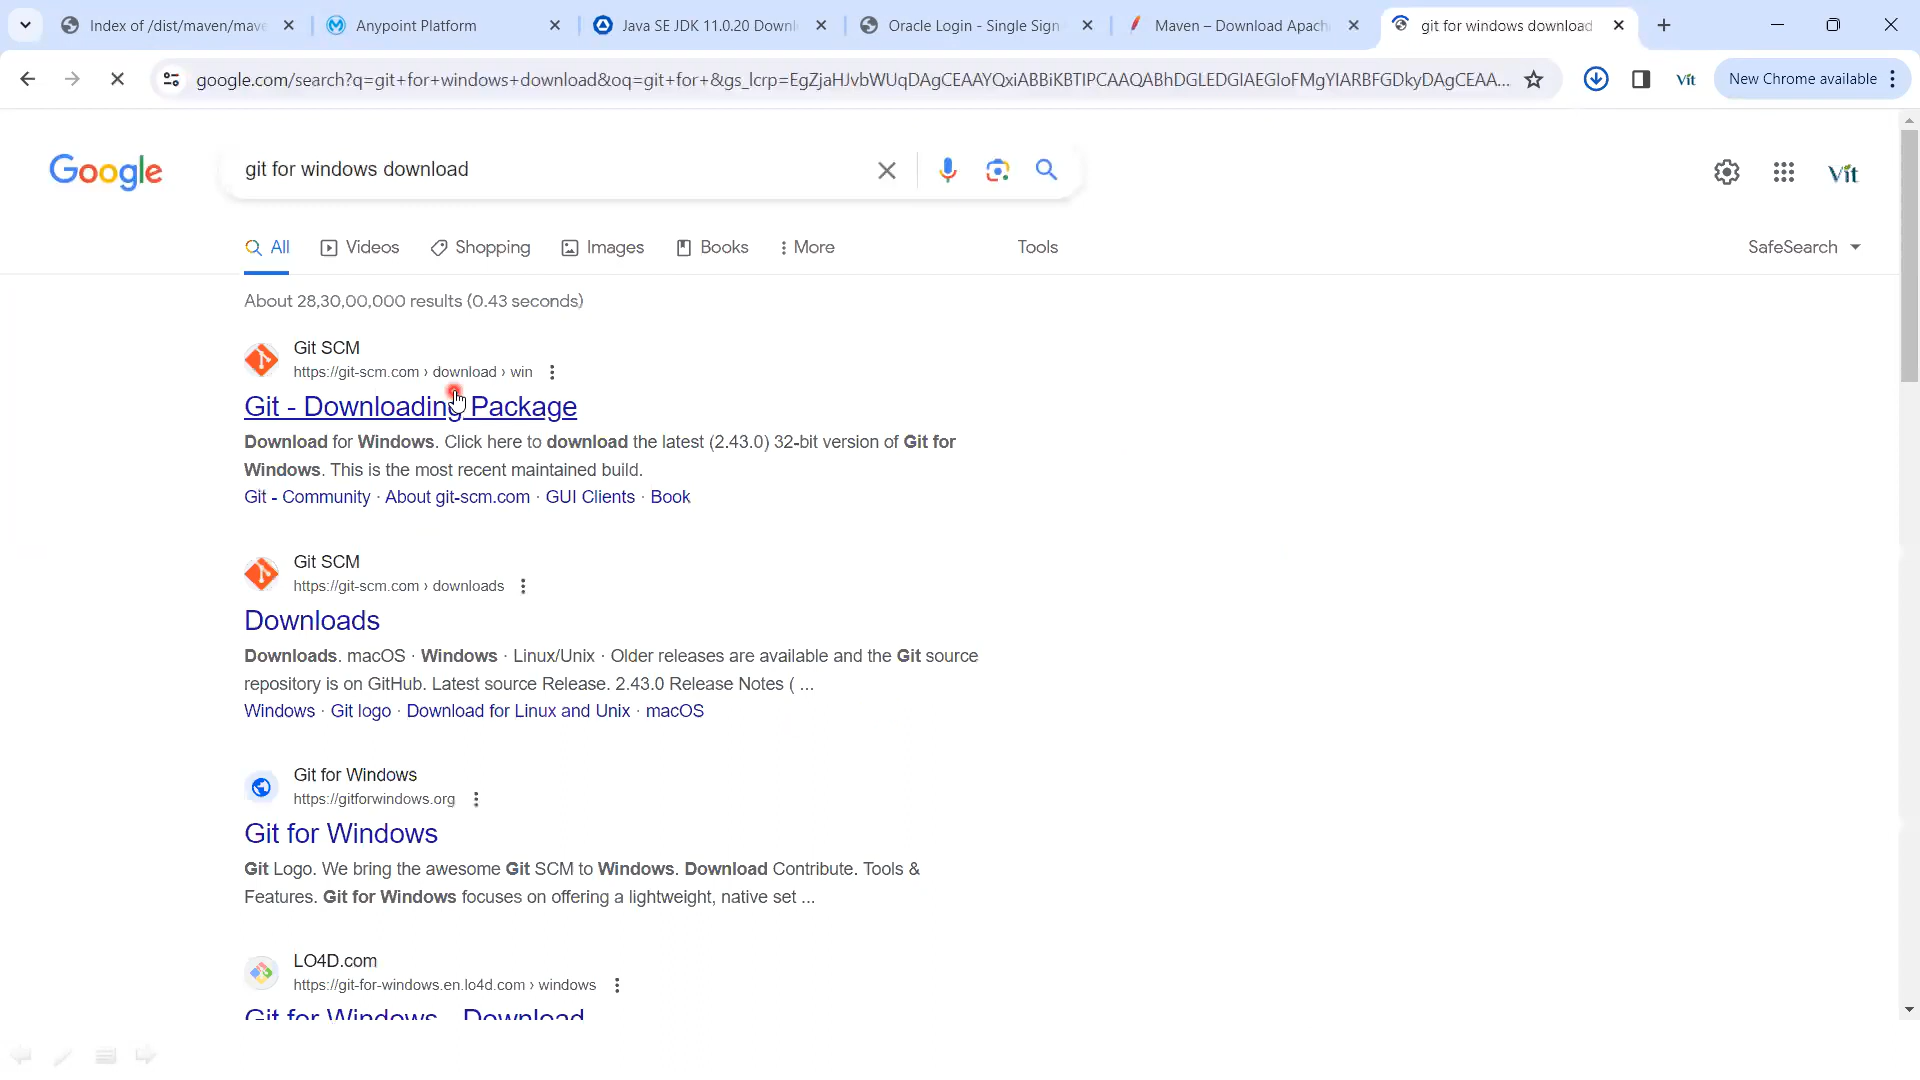 Index of /dist/maven/mave
Anypoint Platform
Java SE JDK 11.0.20 Downl
Oracle Login - Single Sign
Maven – Download Apach
git for windows download
google.com/search?q=git+for+windows+download&oq=git+for+&gs_lcrp=EgZjaHJvbWUqDAgCEAAYQxiABBiKBTIPCAAQABhDGLEDGIAEGIoFMgYIARBFGDkyDAgCEAA...
Vit
New Chrome available
Google
git for windows download
Vit
All
Videos
Shopping
Images
Books
More
Tools
SafeSearch
About 28,30,00,000 results (0.43 seconds)
Git SCM
https://git-scm.com › download › win
Git - Downloading Package
Download for Windows. Click here to download the latest (2.43.0) 32-bit version of Git for
Windows. This is the most recent maintained build.
Git - Community · About git-scm.com · GUI Clients · Book
Git SCM
https://git-scm.com › downloads
Downloads
Downloads. macOS · Windows · Linux/Unix · Older releases are available and the Git source
repository is on GitHub. Latest source Release. 2.43.0 Release Notes ( ...
Windows · Git logo · Download for Linux and Unix · macOS
Git for Windows
https://gitforwindows.org
Git for Windows
Git Logo. We bring the awesome Git SCM to Windows. Download Contribute. Tools &
Features. Git for Windows focuses on offering a lightweight, native set ...
LO4D.com
https://git-for-windows.en.lo4d.com › windows
Git for Windows - Download